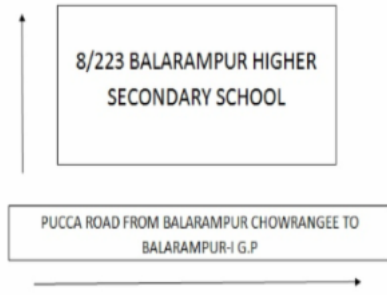 8/223 BALARAMPUR HIGHER
SECONDARY SCHOOL
PUCCA ROAD FROM BALARAMPUR CHOWRANGEE TO
BALARAMPUR-I G.P